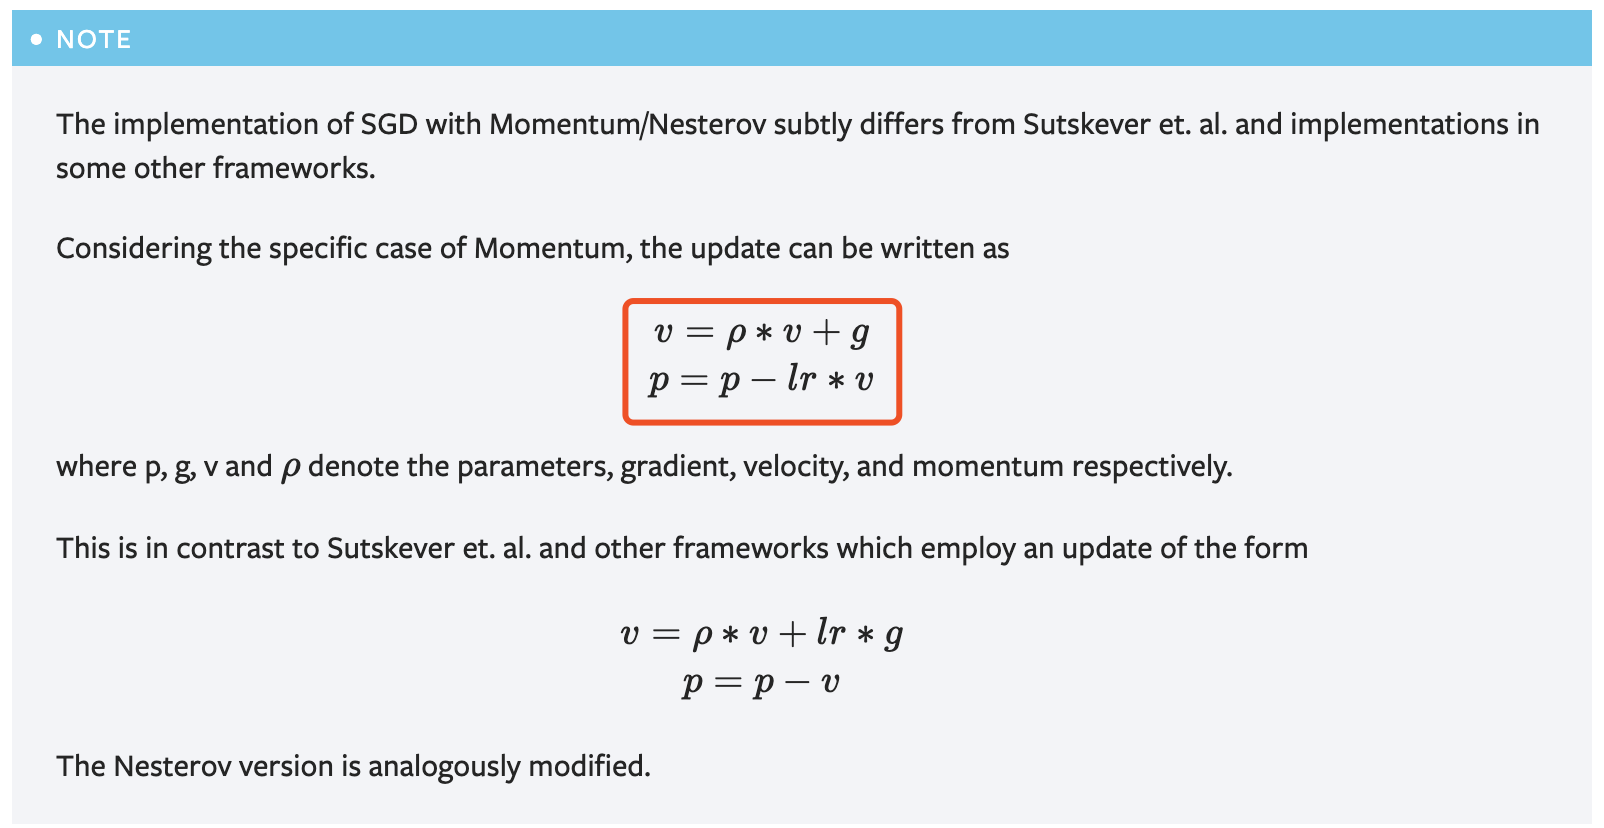 • NOTE
The implementation of SGD with Momentum/Nesterov subtly differs from Sutskever et. al. and implementations in
some other frameworks.
Considering the specific case of Momentum, the update can be written as
v = ρ ∗ v + g
p = p − lr ∗ v
where p, g, v and ρ denote the parameters, gradient, velocity, and momentum respectively.
This is in contrast to Sutskever et. al. and other frameworks which employ an update of the form
v = ρ ∗ v + lr ∗ g
p = p − v
The Nesterov version is analogously modified.